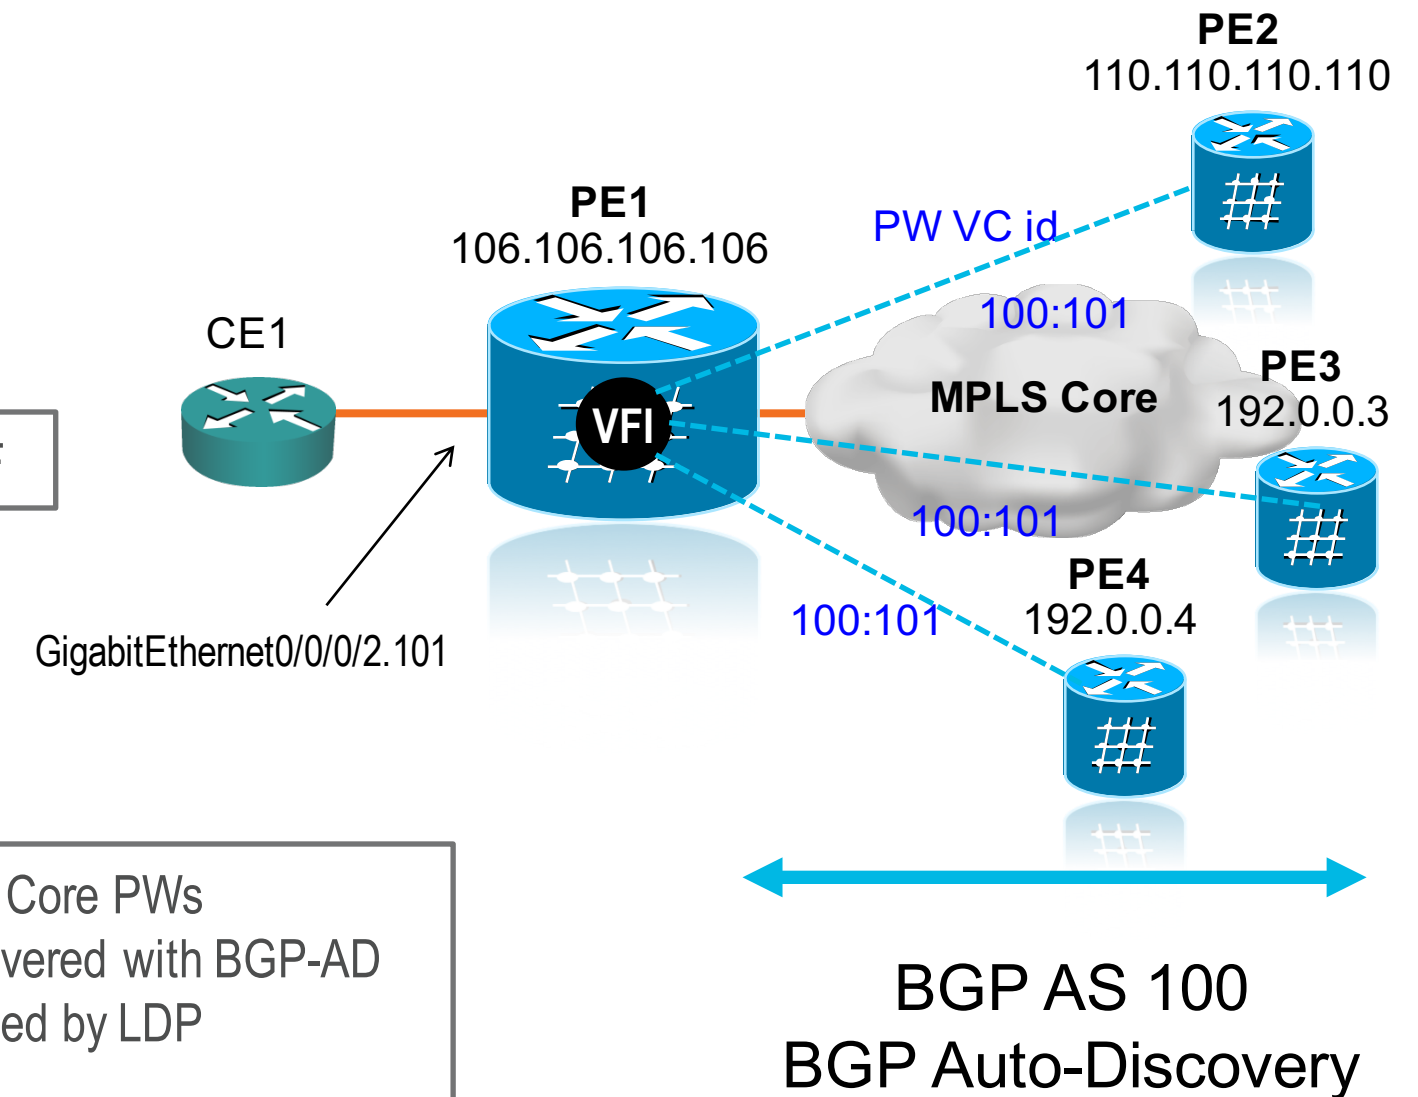 PE2
110.110.110.110
PE1
106.106.106.106
PW VC id
CE1
100:101
MPLS Core
PE3
192.0.0.3
VFI
100:101
PE4
192.0.0.4
100:101
GigabitEthernet0/0/0/2.101
Core PWs
vered with BGP-AD
ed by LDP
BGP AS 100
BGP Auto-Discovery